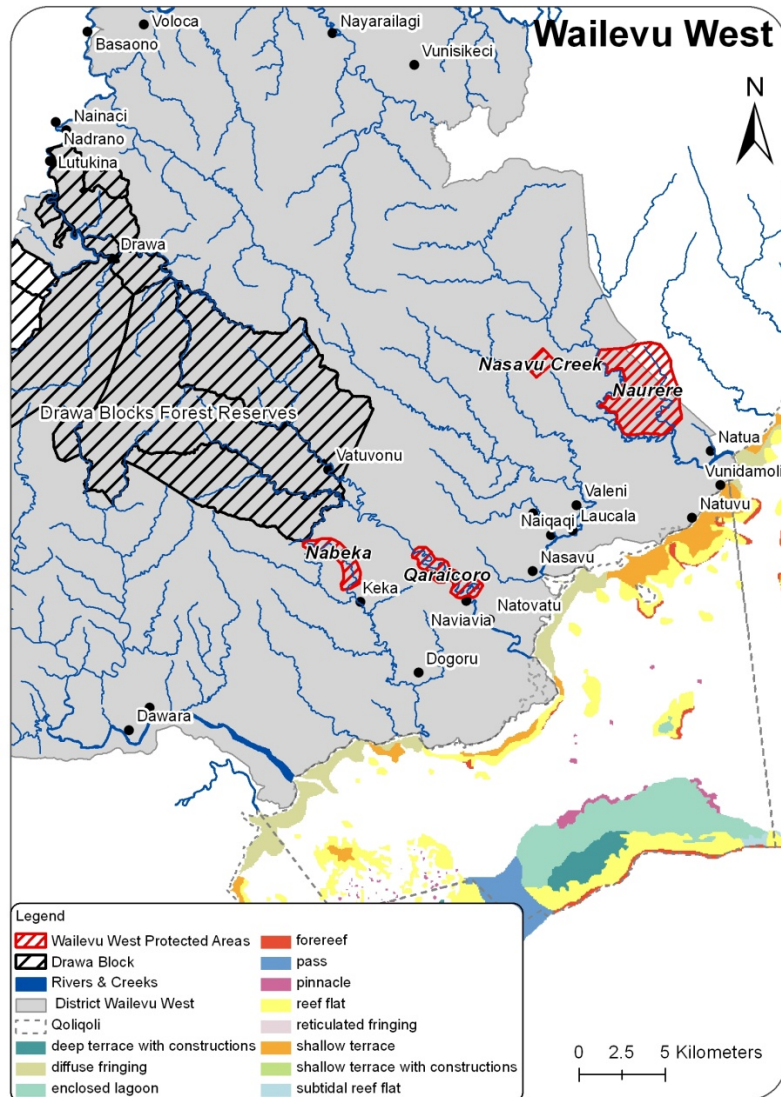 Wailevu West
Voloca
Nayarailagi
Basaono
Vunisikeci
N
Nainaci
Nadrano
Lutukina
Drawa
Nasavu Creek
Naurere
Drawa Blocks Forest Reserves
Natua
Vatuvonu
Vunidamoli
Valeni
Natuvu
Naiqaqi
Laucala
Nabeka
Qaraicoro
Nasavu
Keka
Natovatu
Naviavia
Dogoru
Dawara
Legend
Wailevu West Protected Areas
Drawa Block
Rivers & Creeks
District Wailevu West
Qoliqoli
deep terrace with constructions
diffuse fringing
enclosed lagoon
forereef
pass
pinnacle
reef flat
reticulated fringing
shallow terrace
shallow terrace with constructions
subtidal reef flat
0 2.5 5 Kilometers